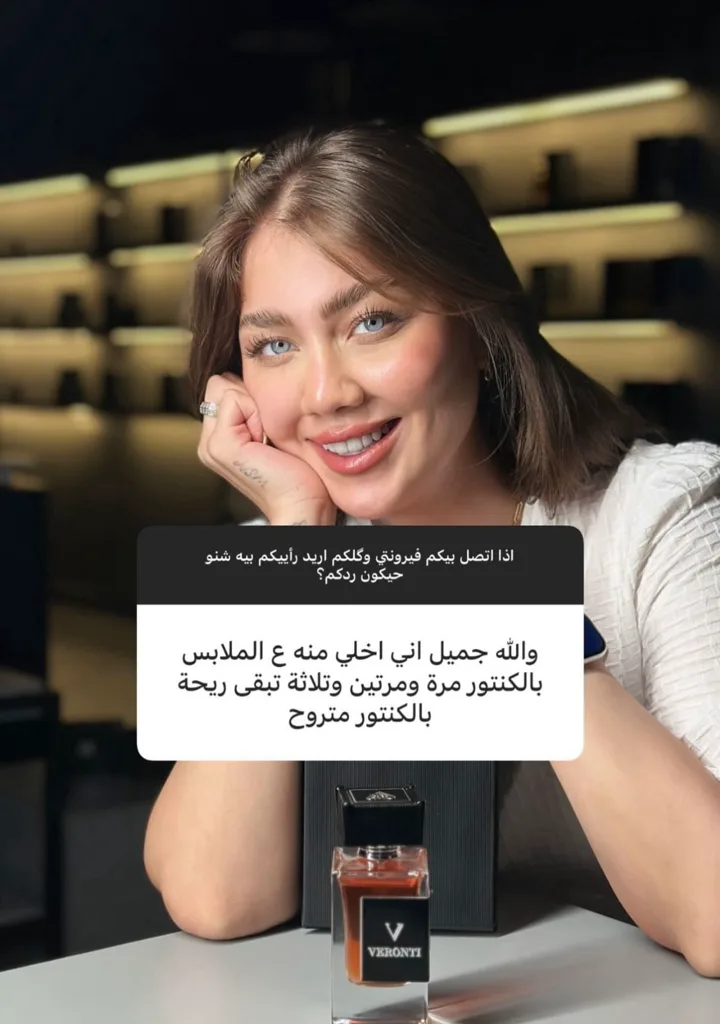 اذا اتصل بيكم فيرونتي وگلكم اريد رأييكم بيه شنو
حيكون ردكم؟
والله جميل اني اخلي منه ع الملابس
بالكنتور مرة ومرتين وتلاثة تبقى ريحة
بالكنتور متروح
V
VERONTI